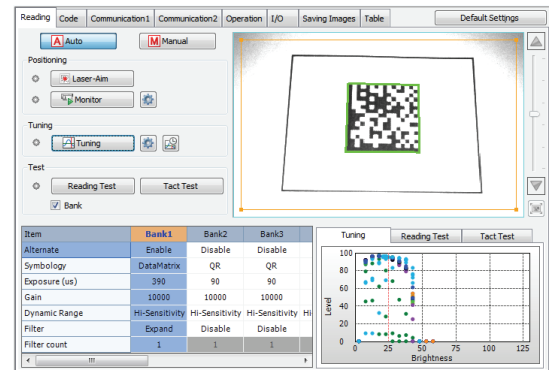 Reading Code Communication1 Communication2 Operation I/O Saving Images Table Default Settings
A Auto M Manual
Positioning
Laser-Aim
Monitor
Tuning
Tuning
Test
Reading Test Tact Test
Bank
Item Bank1 Bank2 Bank3
Alternate Enable Disable Disable
Symbology DataMatrix QR QR
Exposure (us) 390 90 90
Gain 10000 10000 10000
Dynamic Range Hi-Sensitivity Hi-Sensitivity Hi-Sensitivity Hi
Filter Expand Disable Disable
Filter count 1 1 1
Tuning Reading Test Tact Test
100
80
60
40
20
0
Level
0 25 50 75 100 125
Brightness